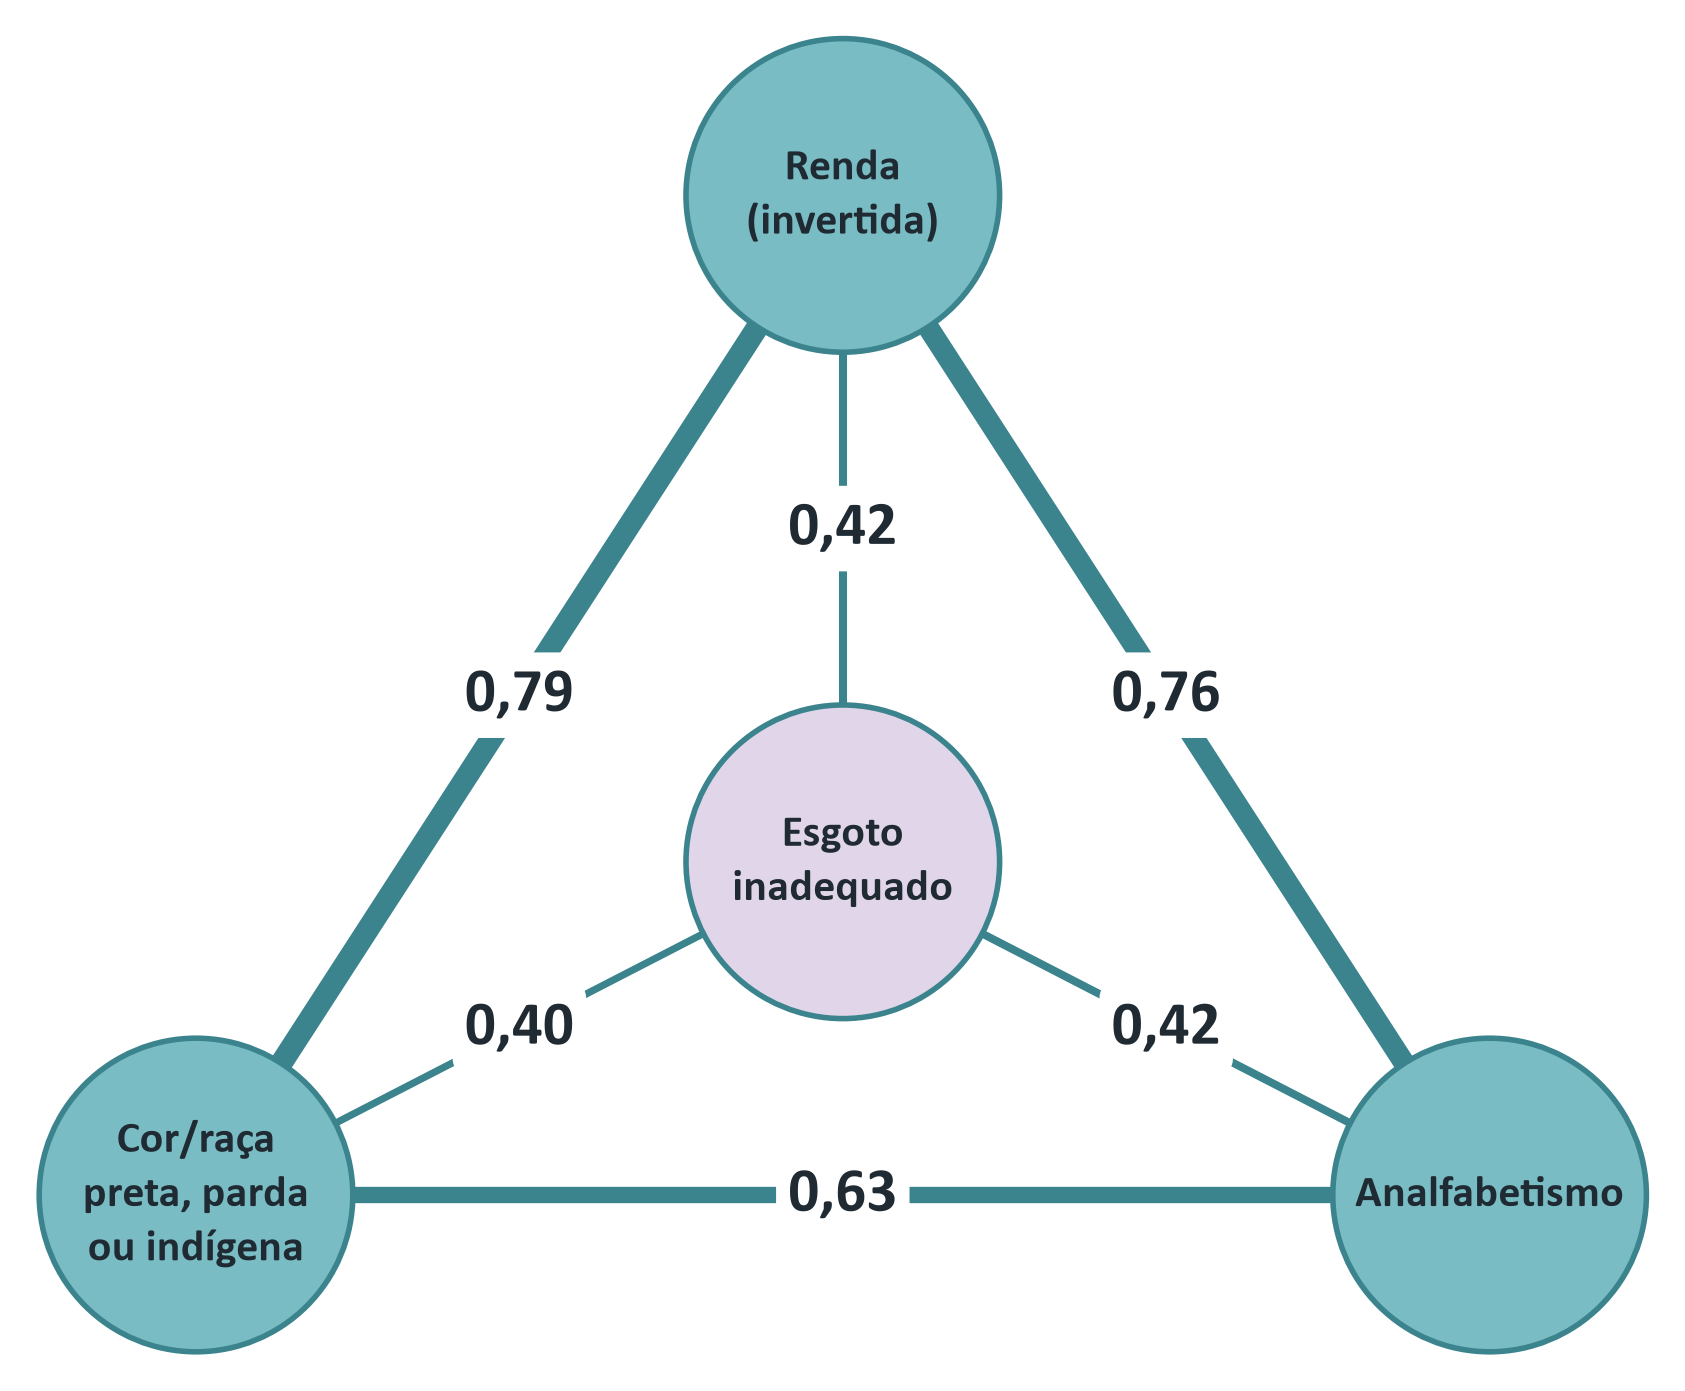 Renda
(invertida)
0,42
0,79
0,76
Esgoto
inadequado
0,40
0,42
Cor/raça
preta, parda
ou indígena
0,63
Analfabetismo